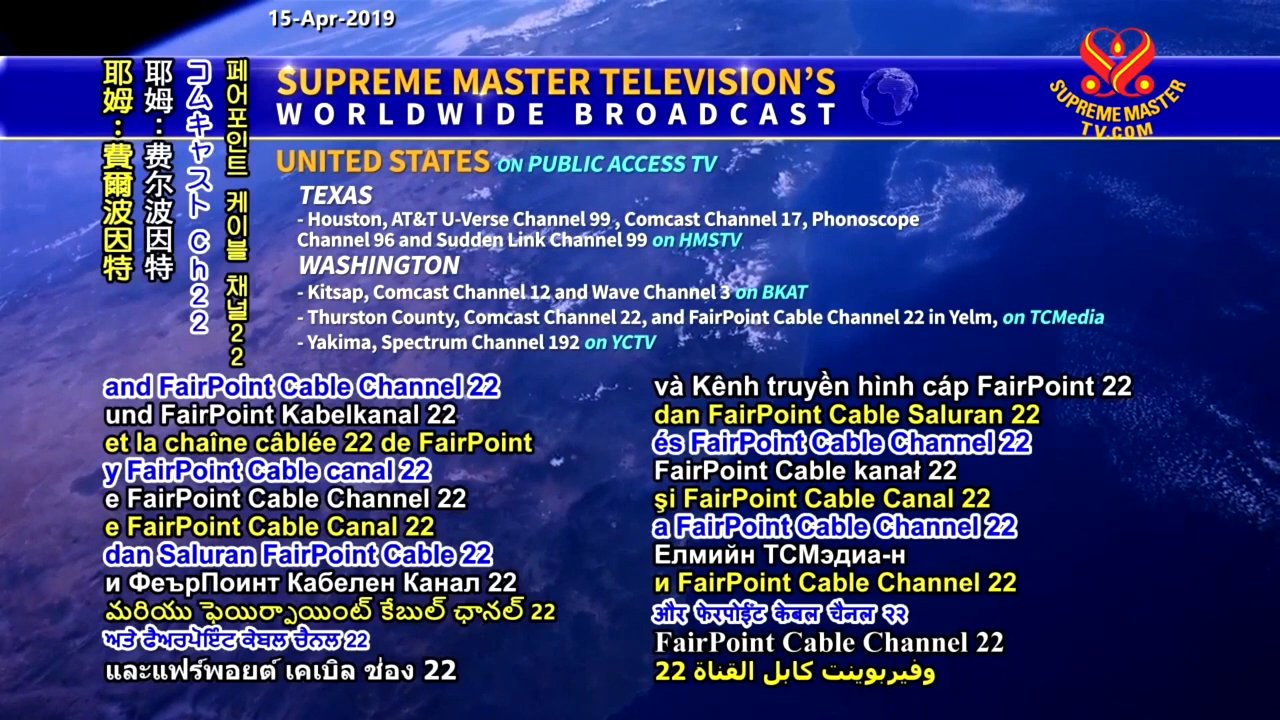 15-Apr-2019
SUPREME MASTER TELEVISION'S
WORLDWIDE BROADCAST
SUPREME MASTER
TV.COM
耶姆：費爾波因特
耶姆：费尔波因特
コムキャスト Ch22
페어포인트 케이블 채널22
UNITED STATES ON PUBLIC ACCESS TV
TEXAS
- Houston, AT&T U-Verse Channel 99 , Comcast Channel 17, Phonoscope
Channel 96 and Sudden Link Channel 99 on HMSTV
WASHINGTON
- Kitsap, Comcast Channel 12 and Wave Channel 3 on BKAT
- Thurston County, Comcast Channel 22, and FairPoint Cable Channel 22 in Yelm, on TCMedia
- Yakima, Spectrum Channel 192 on YCTV
and FairPoint Cable Channel 22
und FairPoint Kabelkanal 22
et la chaîne câblée 22 de FairPoint
y FairPoint Cable canal 22
e FairPoint Cable Channel 22
e FairPoint Cable Canal 22
dan Saluran FairPoint Cable 22
и ФеърПоинт Кабелен Канал 22
మరియు ఫెయిర్పాయింట్ కేబుల్ ఛానల్ 22
ਅਤੇ ਫੈਅਰਪੋਇੰਟ ਕੇਬਲ ਚੈਨਲ 22
และแฟร์พอยต์ เคเบิล ช่อง 22
và Kênh truyền hình cáp FairPoint 22
dan FairPoint Cable Saluran 22
és FairPoint Cable Channel 22
FairPoint Cable kanał 22
şi FairPoint Cable Canal 22
a FairPoint Cable Channel 22
Елмийн ТСМэдиа-н
и FairPoint Cable Channel 22
और फेरपोईंट केबल चैनल २२
FairPoint Cable Channel 22
وفيربوينت كابل القناة 22